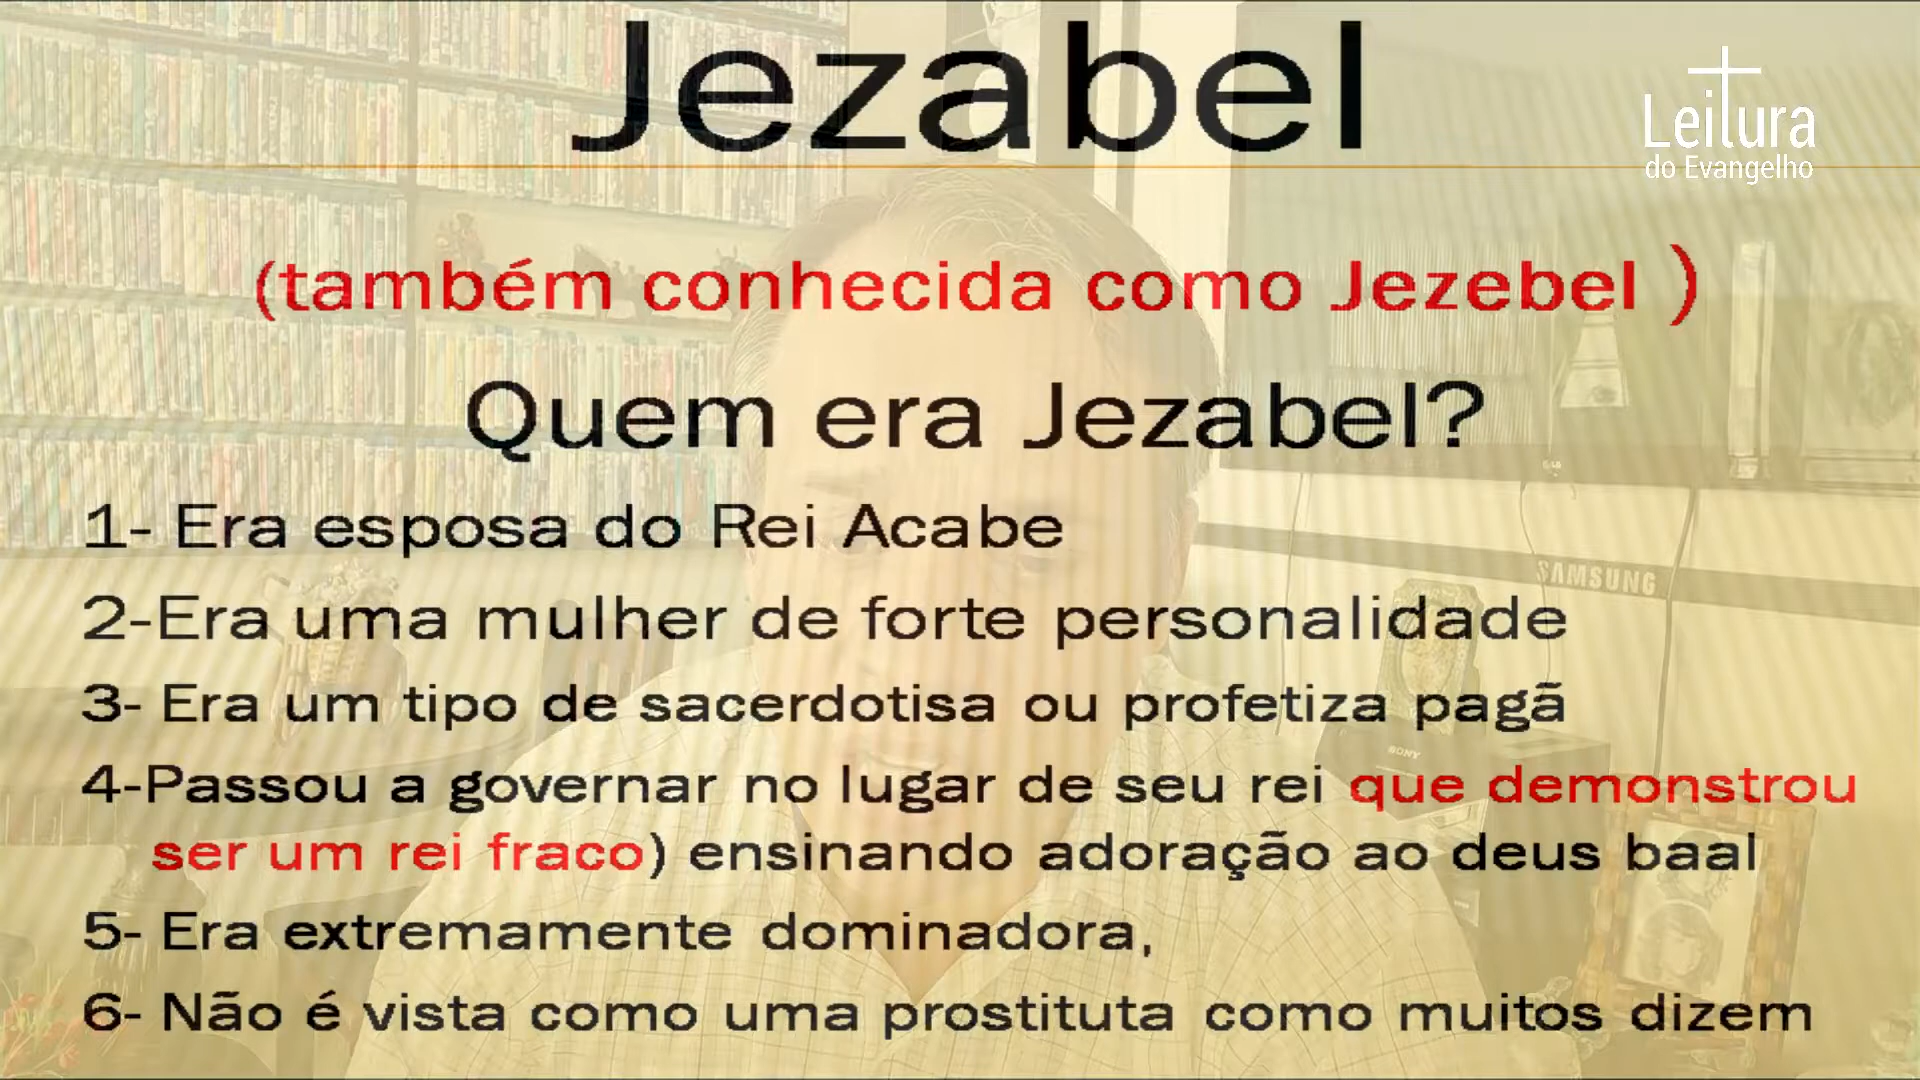 Jezabel
Leitura
do Evangelho
(também conhecida como Jezebel )
Quem era Jezabel?
1- Era esposa do Rei Acabe
2-Era uma mulher de forte personalidade
3- Era um tipo de sacerdotisa ou profetiza pagã
4-Passou a governar no lugar de seu rei que demonstrou
ser um rei fraco) ensinando adoração ao deus baal
5- Era extremamente dominadora,
6- Não é vista como uma prostituta como muitos dizem
SAMSUNG
SONY